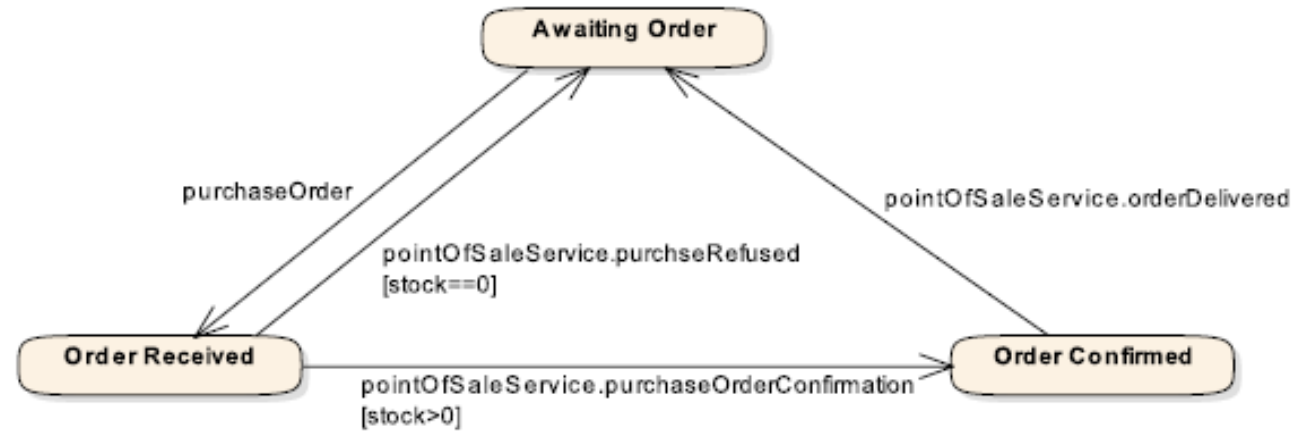 Awaiting Order
purchaseOrder
pointOfSaleService.orderDelivered
pointOfSaleService.purchseRefused
[stock==0]
Order Received
Order Confirmed
pointOfSaleService.purchaseOrderConfirmation
[stock>0]